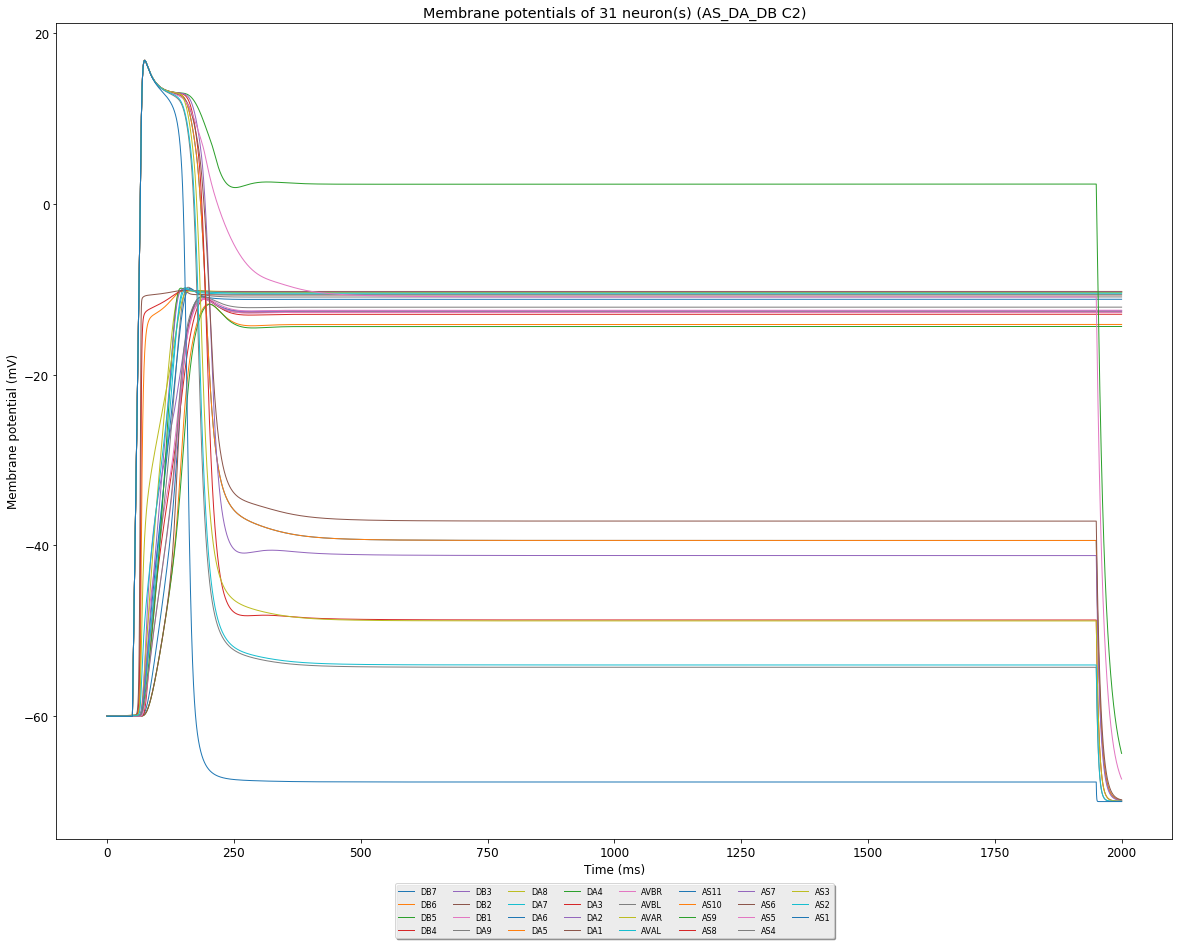 Membrane potentials of 31 neuron(s) (AS_DA_DB C2)
20
0
−20
−40
−60
Membrane potential (mV)
0 250 500 750 1000 1250 1500 1750 2000
Time (ms)
DB7 DB3 DA8 DA4 AVBR AS11 AS7 AS3
DB6 DB2 DA7 DA3 AVBL AS10 AS6 AS2
DB5 DB1 DA6 DA2 AVAR AS9 AS5 AS1
DB4 DA9 DA5 DA1 AVAL AS8 AS4